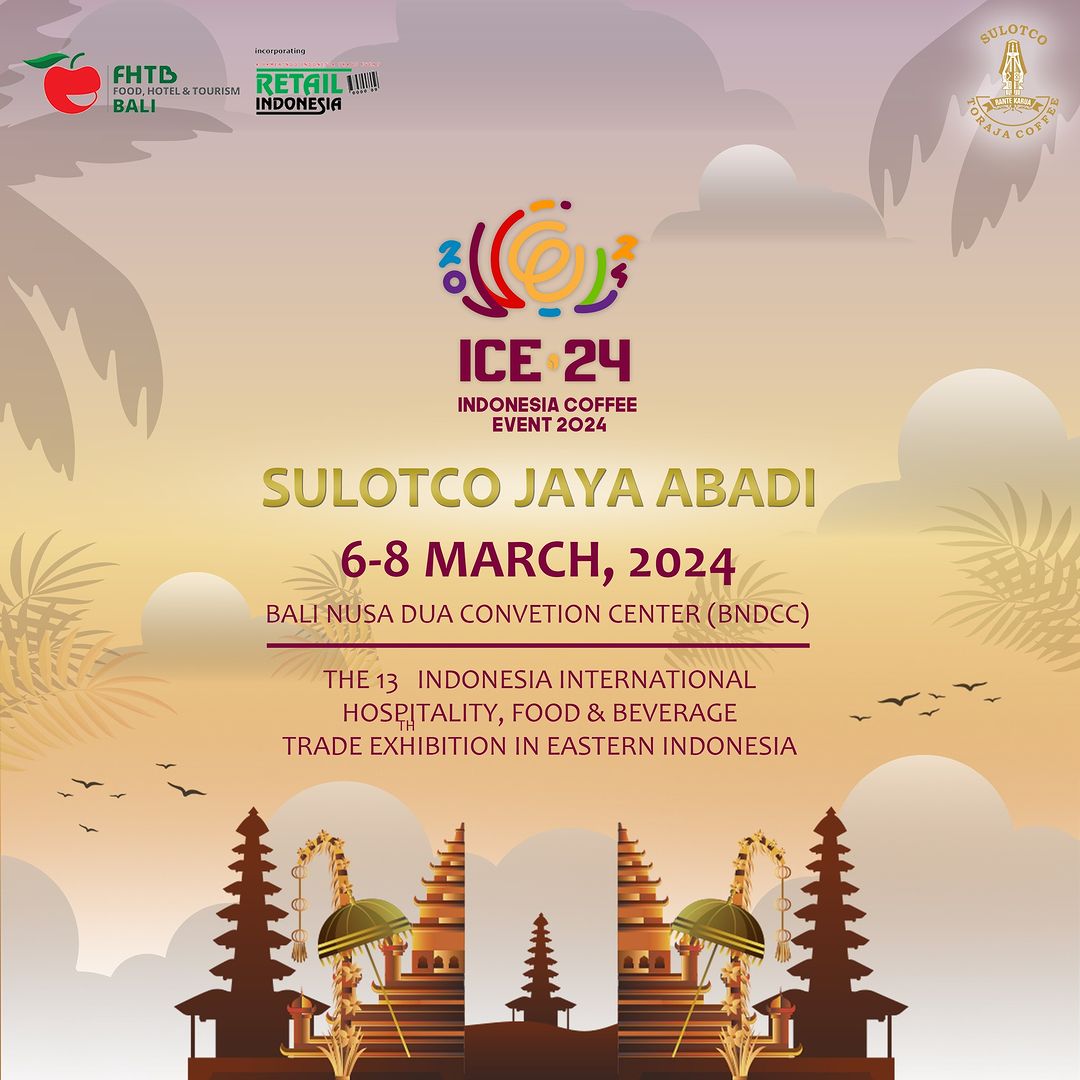 FHTB
FOOD, HOTEL & TOURISM
BALI
incorporating
RETAIL
INDONESIA
SULOTCO
RANTE KARUA
TORAJA COFFEE
2024
ICE 24
INDONESIA COFFEE
EVENT 2024
SULOTCO JAYA ABADI
6-8 MARCH, 2024
BALI NUSA DUA CONVETION CENTER (BNDCC)
THE 13 INDONESIA INTERNATIONAL
HOSPITALITY, FOOD & BEVERAGE
TH
TRADE EXHIBITION IN EASTERN INDONESIA